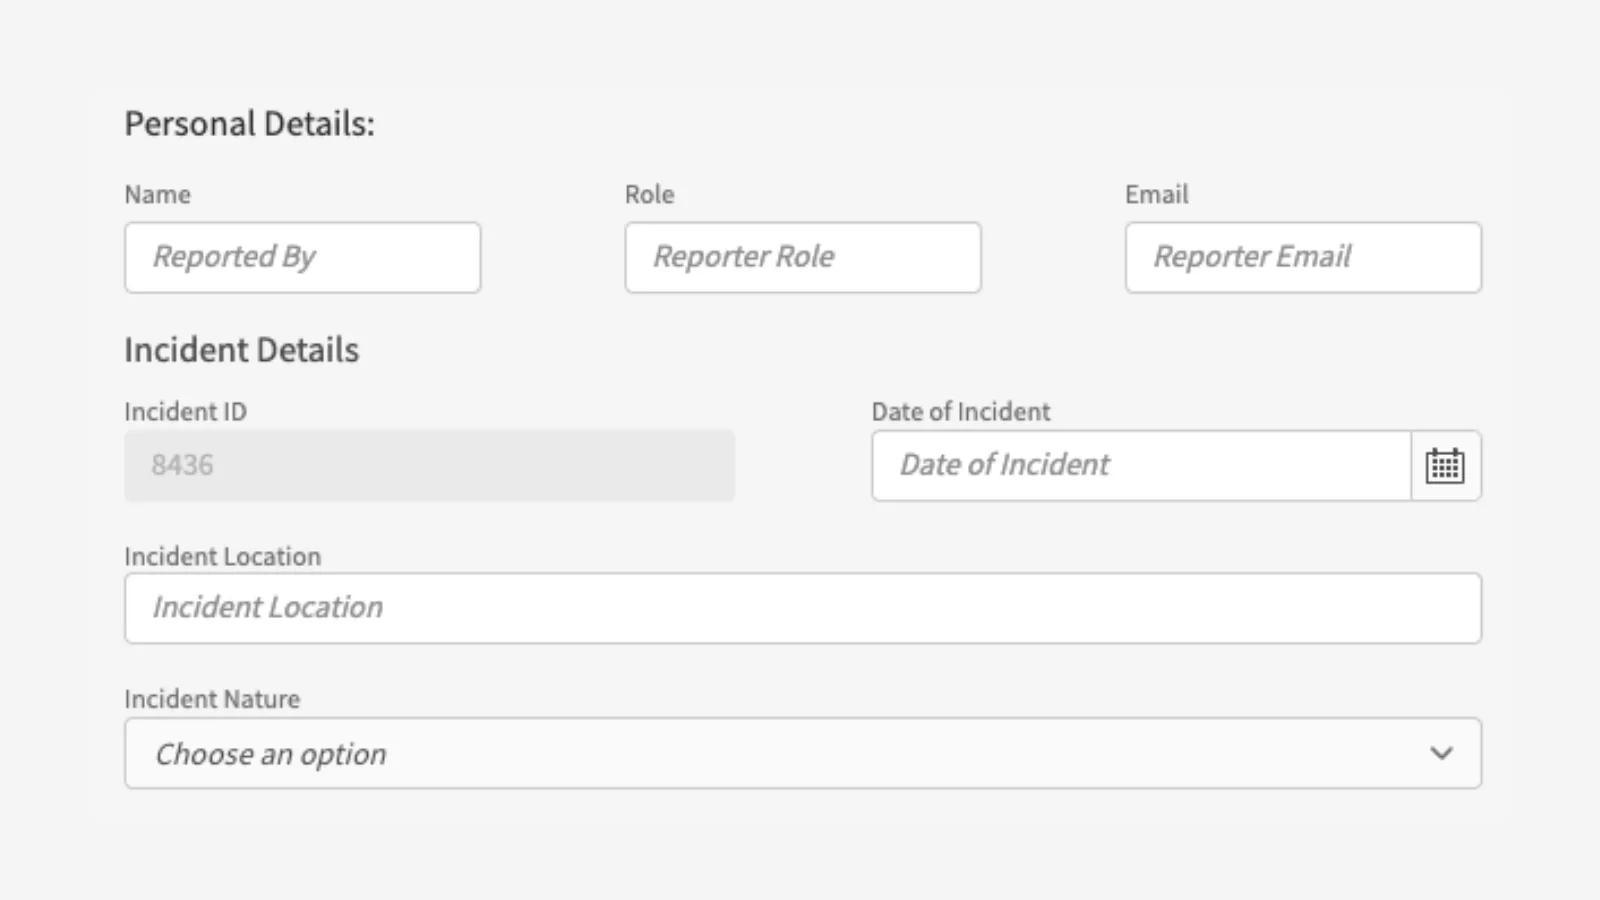 Personal Details:
Name Role Email
Reported By Reporter Role Reporter Email
Incident Details
Incident ID Date of Incident
8436 Date of Incident
Incident Location
Incident Location
Incident Nature
Choose an option